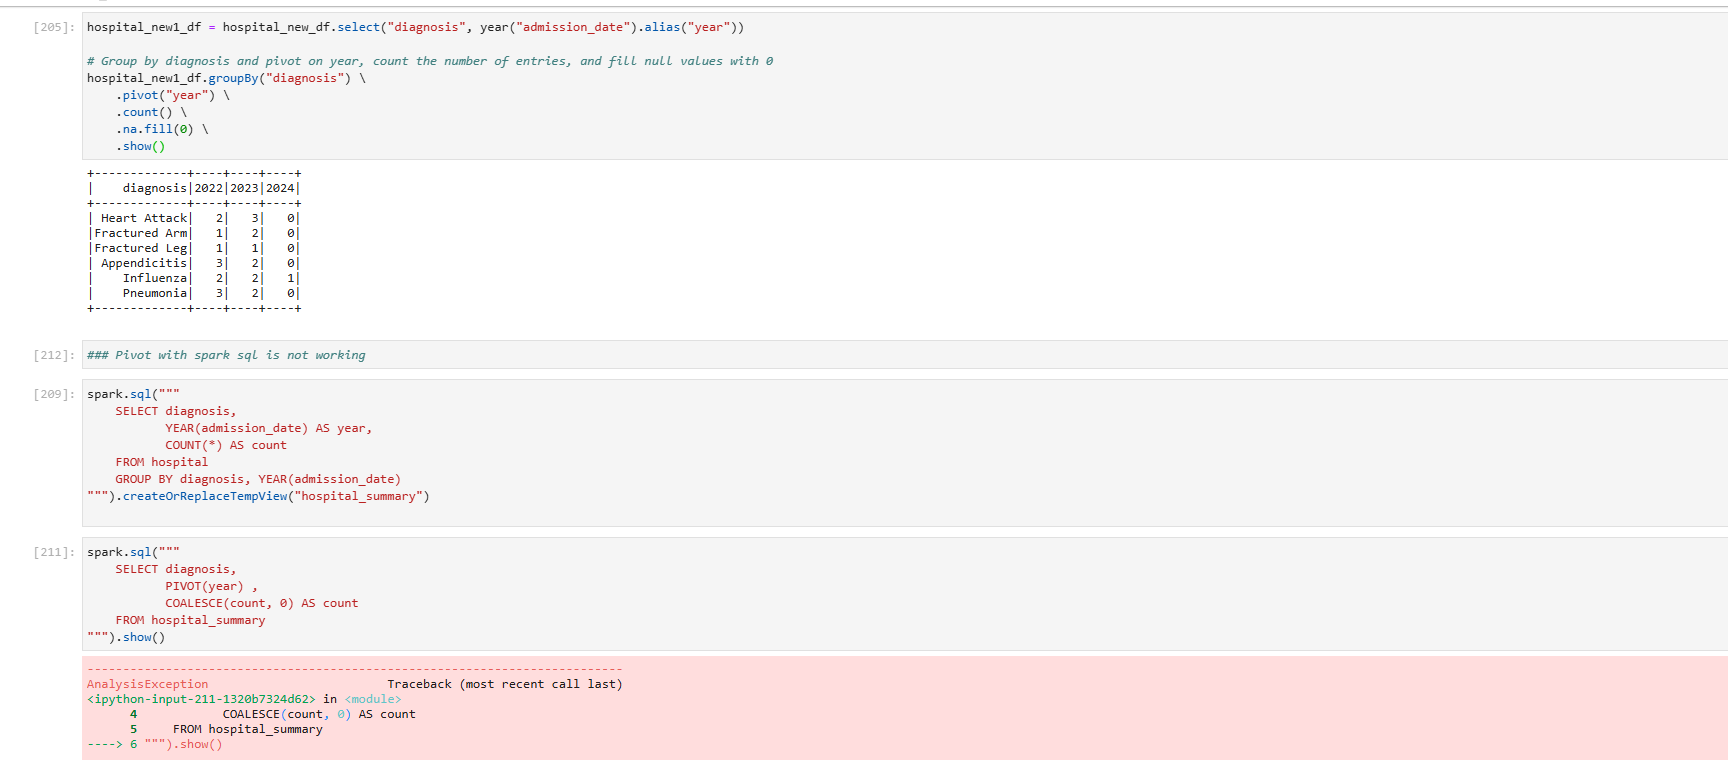 [205]: hospital_new1_df = hospital_new_df.select("diagnosis", year("admission_date").alias("year"))
# Group by diagnosis and pivot on year, count the number of entries, and fill null values with 0
hospital_new1_df.groupBy("diagnosis") \
    .pivot("year") \
    .count() \
    .na.fill(0) \
    .show()
+-------------+----+----+----+
|    diagnosis|2022|2023|2024|
+-------------+----+----+----+
| Heart Attack|   2|   3|   0|
|Fractured Arm|   1|   2|   0|
|Fractured Leg|   1|   1|   0|
| Appendicitis|   3|   2|   0|
|    Influenza|   2|   2|   1|
|    Pneumonia|   3|   2|   0|
+-------------+----+----+----+
[212]: ### Pivot with spark sql is not working
[209]: spark.sql("""
    SELECT diagnosis,
           YEAR(admission_date) AS year,
           COUNT(*) AS count
    FROM hospital
    GROUP BY diagnosis, YEAR(admission_date)
""").createOrReplaceTempView("hospital_summary")
[211]: spark.sql("""
    SELECT diagnosis,
           PIVOT(year) ,
           COALESCE(count, 0) AS count
    FROM hospital_summary
""").show()
---------------------------------------------------------------------------
AnalysisException                         Traceback (most recent call last)
<ipython-input-211-1320b7324d62> in <module>
      4            COALESCE(count, 0) AS count
      5     FROM hospital_summary
----> 6 """).show()